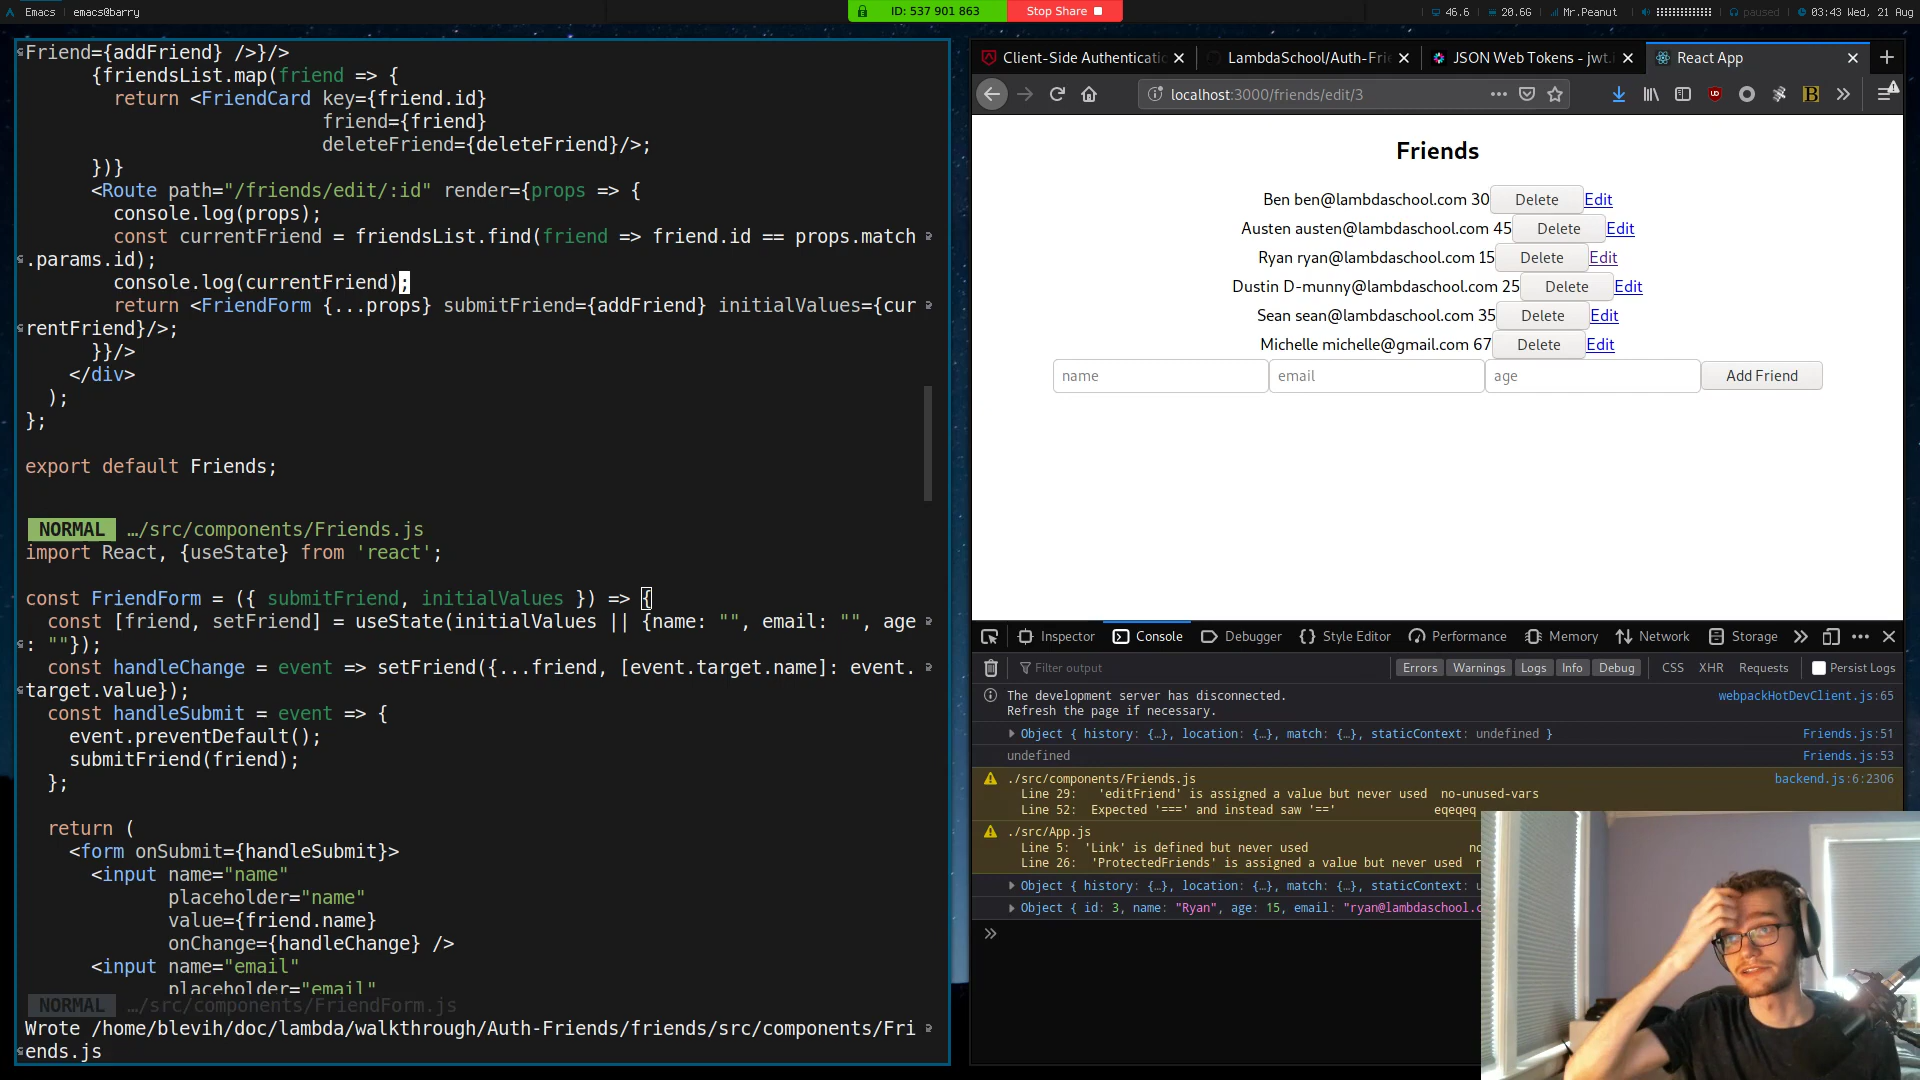 Emacs emacs@barry
ID: 537 901 863 Stop Share
46.6 20.6G Mr.Peanut paused 03:43 Wed, 21 Aug
Friend={addFriend} />}/>
{friendsList.map(friend => {
return <FriendCard key={friend.id}
friend={friend}
deleteFriend={deleteFriend}/>;
})}
<Route path="/friends/edit/:id" render={props => {
console.log(props);
const currentFriend = friendsList.find(friend => friend.id == props.match
.params.id);
console.log(currentFriend);
return <FriendForm {...props} submitFriend={addFriend} initialValues={cur
rentFriend}/>;
}}/>
</div>
);
};
export default Friends;
NORMAL …/src/components/Friends.js
import React, {useState} from 'react';
const FriendForm = ({ submitFriend, initialValues }) => {
const [friend, setFriend] = useState(initialValues || {name: "", email: "", age
: ""});
const handleChange = event => setFriend({...friend, [event.target.name]: event.
target.value});
const handleSubmit = event => {
event.preventDefault();
submitFriend(friend);
};
return (
<form onSubmit={handleSubmit}>
<input name="name"
placeholder="name"
value={friend.name}
onChange={handleChange} />
<input name="email"
placeholder="email"
NORMAL …/src/components/FriendForm.js
Wrote /home/blevih/doc/lambda/walkthrough/Auth-Friends/friends/src/components/Fri
ends.js
Client-Side Authenticati LambdaSchool/Auth-Frie JSON Web Tokens - jwt.i React App
localhost:3000/friends/edit/3
Friends
Ben ben@lambdaschool.com 30 Delete Edit
Austen austen@lambdaschool.com 45 Delete Edit
Ryan ryan@lambdaschool.com 15 Delete Edit
Dustin D-munny@lambdaschool.com 25 Delete Edit
Sean sean@lambdaschool.com 35 Delete Edit
Michelle michelle@gmail.com 67 Delete Edit
name email age Add Friend
Inspector Console Debugger Style Editor Performance Memory Network Storage
Filter output Errors Warnings Logs Info Debug CSS XHR Requests Persist Logs
The development server has disconnected. webpackHotDevClient.js:65
Refresh the page if necessary.
Object { history: {…}, location: {…}, match: {…}, staticContext: undefined } Friends.js:51
undefined Friends.js:53
./src/components/Friends.js backend.js:6:2306
Line 29: 'editFriend' is assigned a value but never used no-unused-vars
Line 52: Expected '===' and instead saw '==' eqeqeq
./src/App.js
Line 5: 'Link' is defined but never used no
Line 26: 'ProtectedFriends' is assigned a value but never used
Object { history: {…}, location: {…}, match: {…}, staticContext: u
Object { id: 3, name: "Ryan", age: 15, email: "ryan@lambdaschool.c